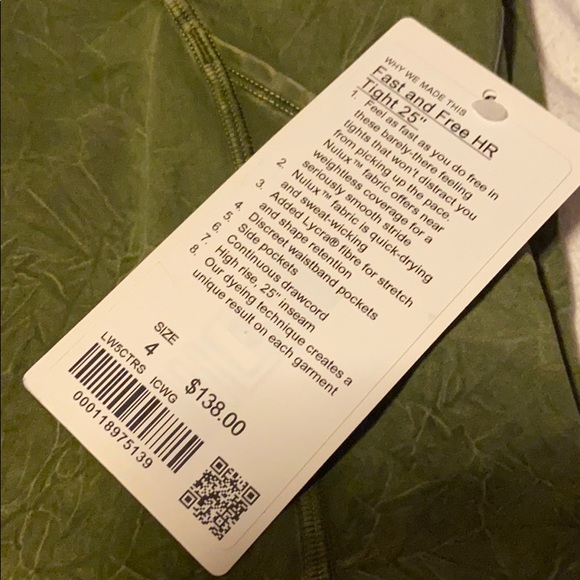 WHY WE MADE THIS
Fast and Free HR
Tight 25"
1. Feel as fast as you do free in
these barely-there feeling
tights that won't distract you
from picking up the pace.
Nulux™ fabric offers near
weightless coverage for a
seriously smooth stride
2. Nulux™ fabric is quick-drying
and sweat-wicking
3. Added Lycra® fibre for stretch
and shape retention
4. Discreet waistband pockets
5. Side pockets
6. Continuous drawcord
7. High rise, 25" inseam
8. Our dyeing technique creates a
unique result on each garment
SIZE
4
$138.00
LW5CTRS ICWG
000118975139